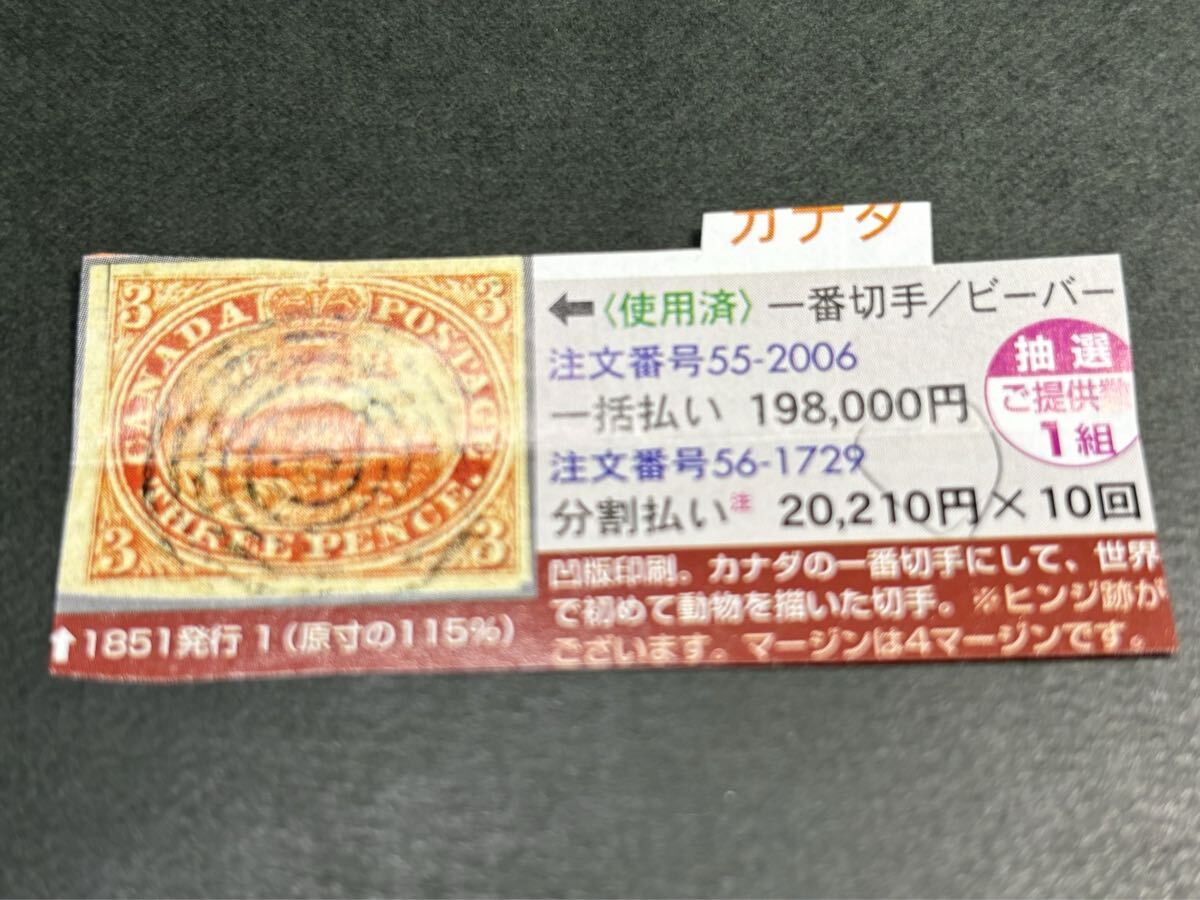 カナダ
3 3
CANADA POSTAGE
THREE PENCE.
3 3
←〈使用済〉一番切手／ビーバー
注文番号55-2006
一括払い 198,000円
注文番号56-1729
分割払い注 20,210円×10回
抽選
ご提供数
1組
凹版印刷。カナダの一番切手にして、世界
で初めて動物を描いた切手。※ヒンジ跡が
ございます。マージンは4マージンです。
↑1851発行 1（原寸の115%）